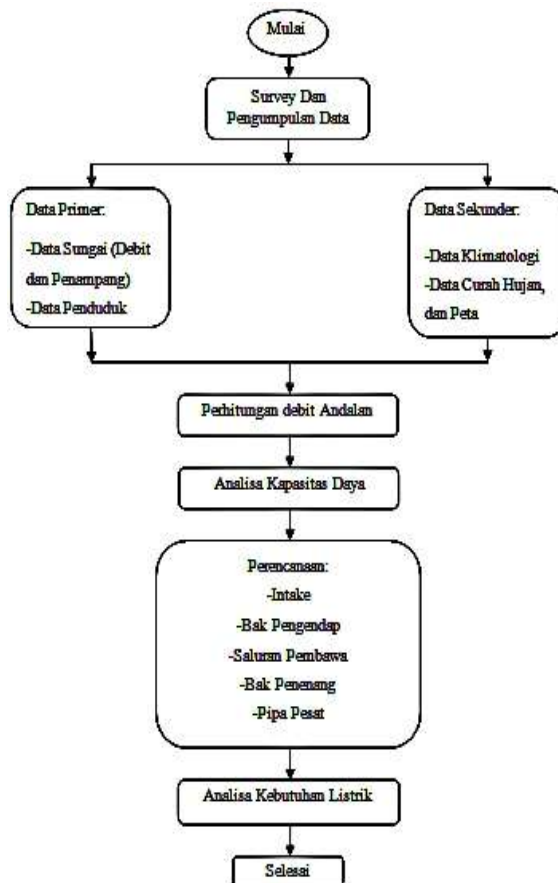 Mulai
Survey Dan
Pengumpulan Data
Data Primer:
-Data Sungai (Debit
dan Penampang)
-Data Penduduk
Data Sekunder:
-Data Klimatologi
-Data Curah Hujan,
dan Peta
Perhitungan debit Andalan
Analisa Kapasitas Daya
Perencanaan:
-Intake
-Bak Pengendap
-Saluran Pembawa
-Bak Penenang
-Pipa Pesat
Analisa Kebutuhan Listrik
Selesai